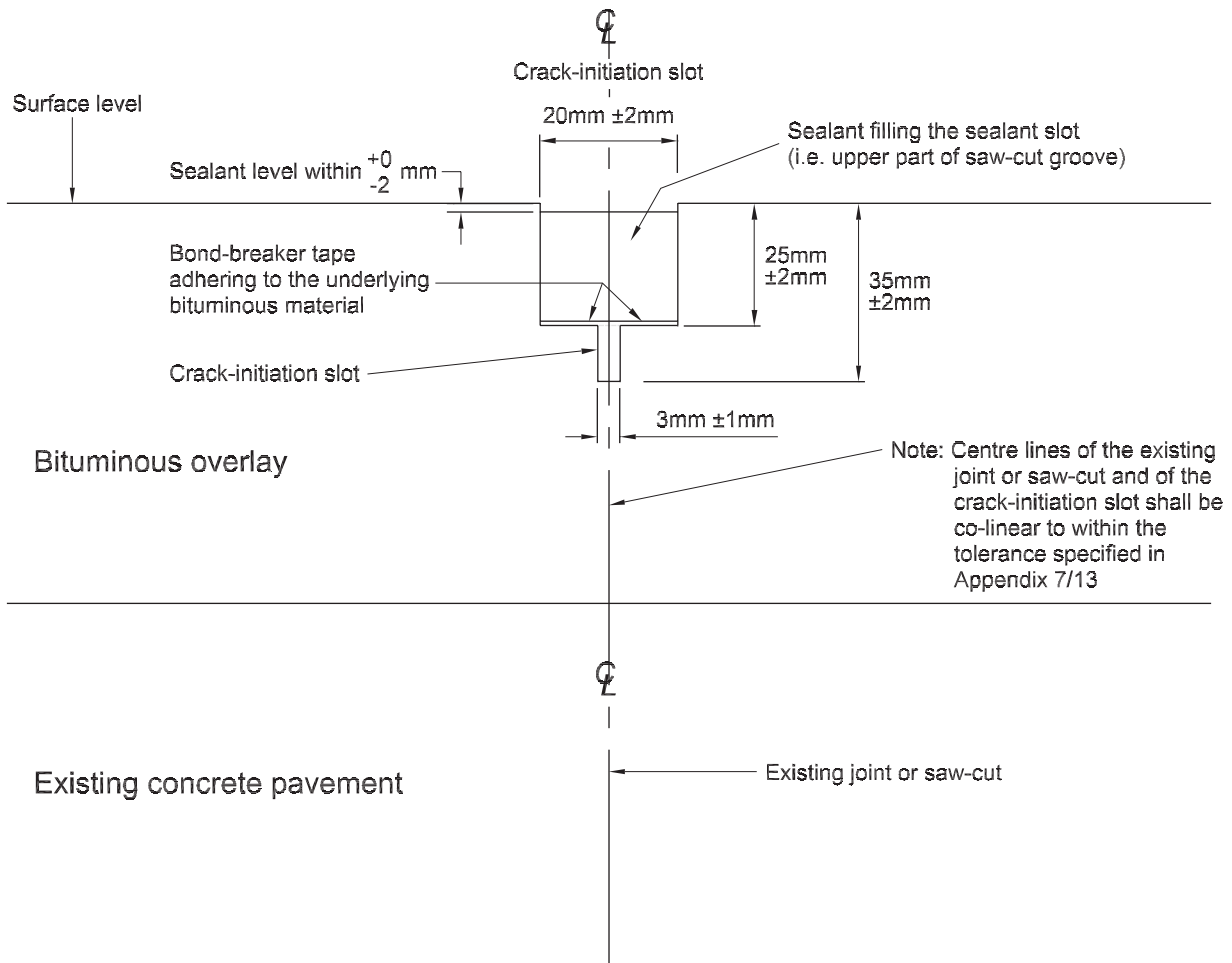 ℄
Crack-initiation slot
Surface level
20mm ±2mm
Sealant filling the sealant slot
(i.e. upper part of saw-cut groove)
Sealant level within +0 -2 mm
Bond-breaker tape
adhering to the underlying
bituminous material
25mm
±2mm
35mm
±2mm
Crack-initiation slot
3mm ±1mm
Bituminous overlay
Note: Centre lines of the existing
joint or saw-cut and of the
crack-initiation slot shall be
co-linear to within the
tolerance specified in
Appendix 7/13
℄
Existing concrete pavement
Existing joint or saw-cut